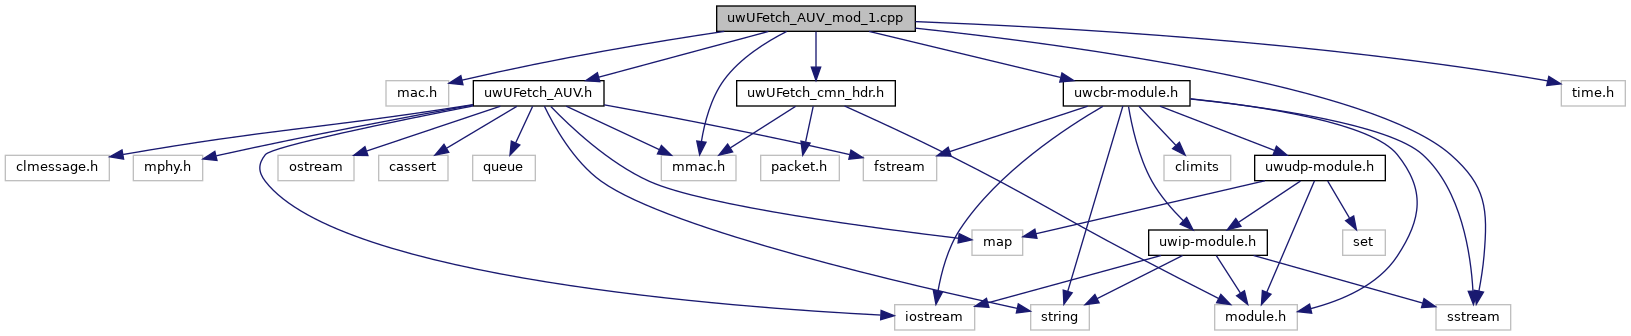 uwUFetch_AUV_mod_1.cpp
mac.h
uwUFetch_AUV.h
uwUFetch_cmn_hdr.h
uwcbr-module.h
time.h
clmessage.h
mphy.h
ostream
cassert
queue
mmac.h
packet.h
fstream
climits
uwudp-module.h
map
uwip-module.h
set
iostream
string
module.h
sstream